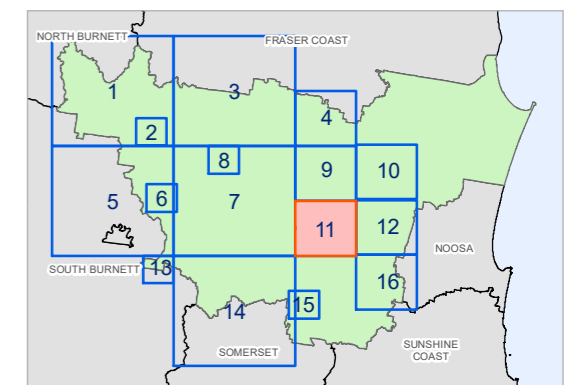 NORTH BURNETT
FRASER COAST
1
3
4
2
8
9
10
5
6
7
11
12
NOOSA
SOUTH BURNETT
13
14
15
16
SOMERSET
SUNSHINE
COAST